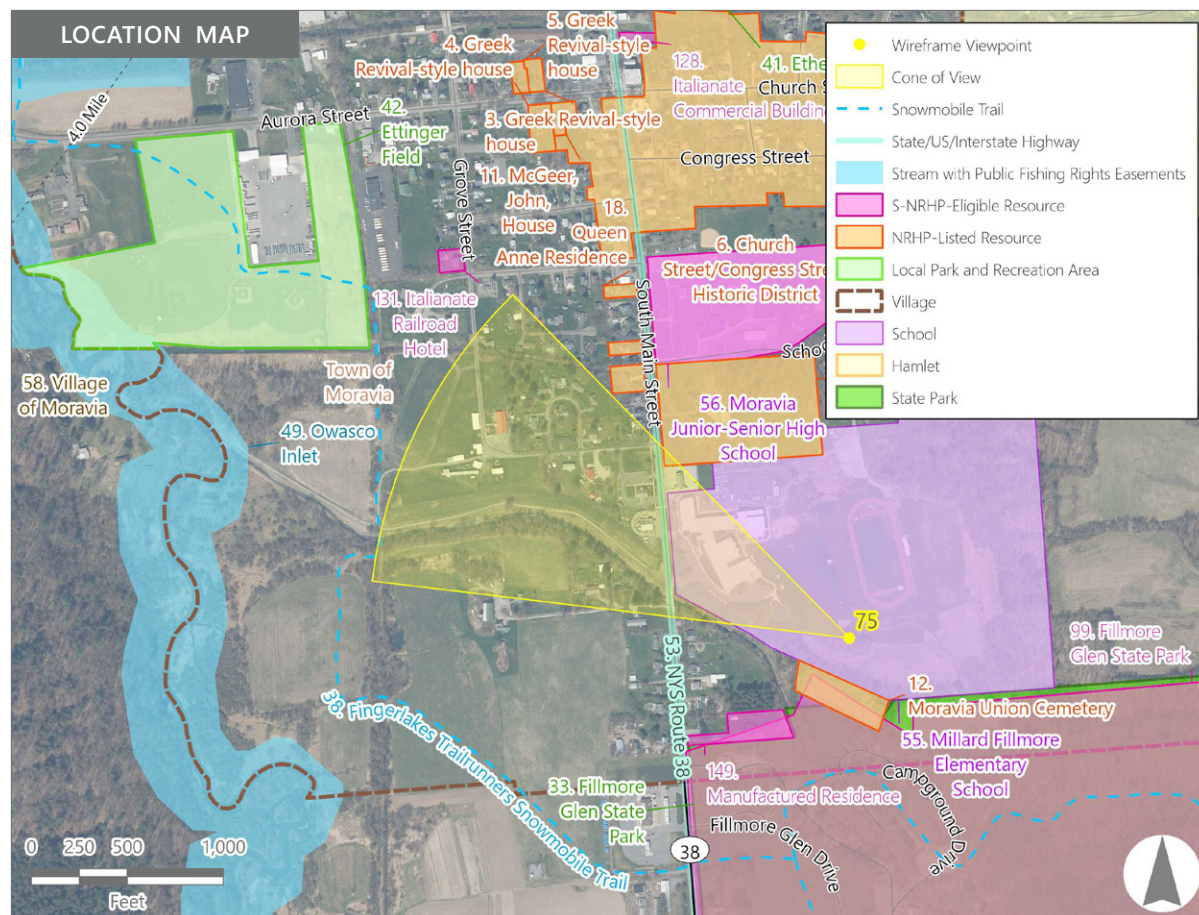 LOCATION MAP
4.0 Mile
Aurora Street
42.
Ettinger
Field
4. Greek
Revival-style house
5. Greek
Revival-style
house
128.
Italianate
Commercial Building
41. Ethe
Church S
3. Greek Revival-style
house
Congress Street
Grove Street
11. McGeer,
John,
House
18.
Queen
Anne Residence
6. Church
Street/Congress Stre
Historic District
South Main Street
131. Italianate
Railroad
Hotel
Schoo
58. Village
of Moravia
Town of
Moravia
49. Owasco
Inlet
56. Moravia
Junior-Senior High
School
75
99. Fillmore
Glen State Park
53. NYS Route 38
12.
Moravia Union Cemetery
38. Fingerlakes Trailrunners Snowmobile Trail
55. Millard Fillmore
Elementary
School
33. Fillmore
Glen State
Park
149.
Manufactured Residence
Campground Drive
Fillmore Glen Drive
38
0 250 500 1,000
Feet
Wireframe Viewpoint
Cone of View
Snowmobile Trail
State/US/Interstate Highway
Stream with Public Fishing Rights Easements
S-NRHP-Eligible Resource
NRHP-Listed Resource
Local Park and Recreation Area
Village
School
Hamlet
State Park